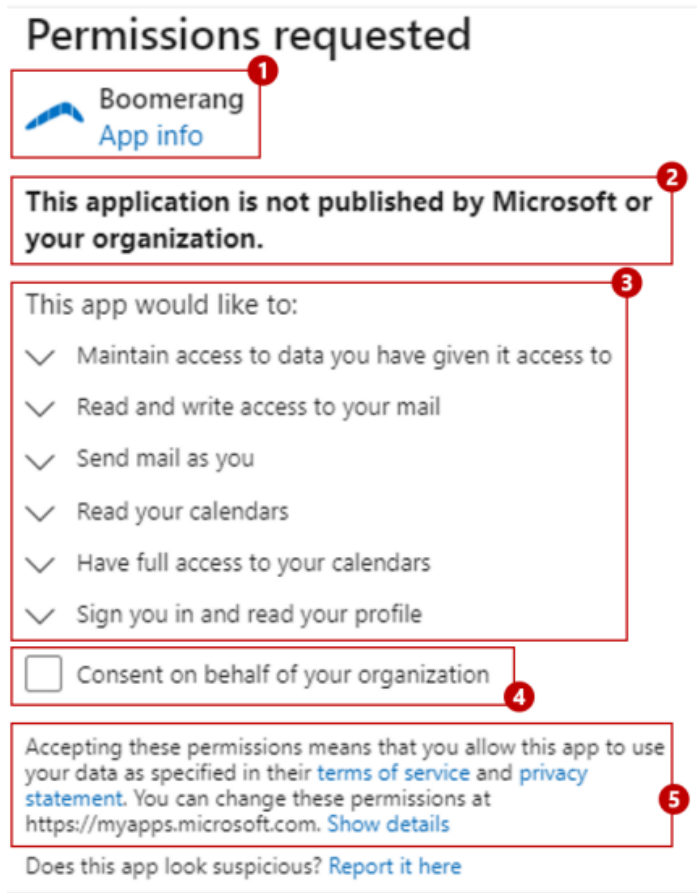 Permissions requested
1
Boomerang
App info
2
This application is not published by Microsoft or
your organization.
3
This app would like to:
Maintain access to data you have given it access to
Read and write access to your mail
Send mail as you
Read your calendars
Have full access to your calendars
Sign you in and read your profile
Consent on behalf of your organization
4
Accepting these permissions means that you allow this app to use
your data as specified in their terms of service and privacy
statement. You can change these permissions at
https://myapps.microsoft.com. Show details
5
Does this app look suspicious? Report it here